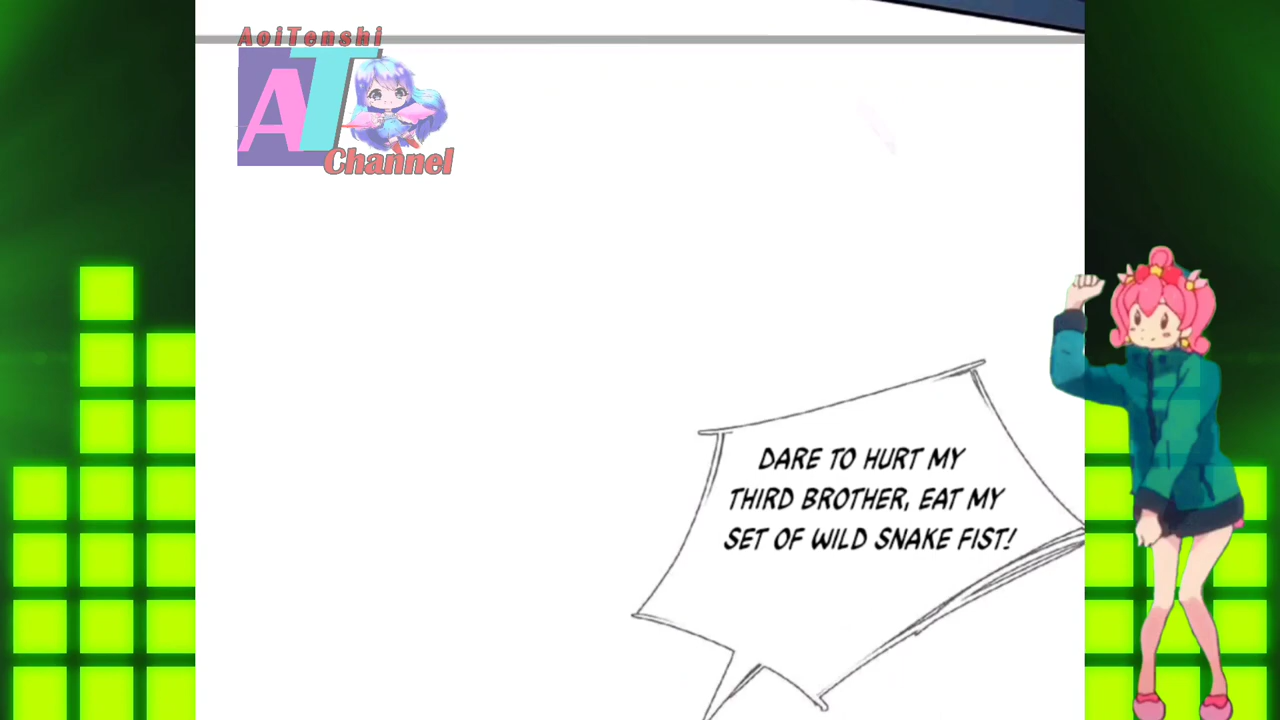 AoiTenshi
AT
Channel
DARE TO HURT MY
THIRD BROTHER, EAT MY
SET OF WILD SNAKE FIST!